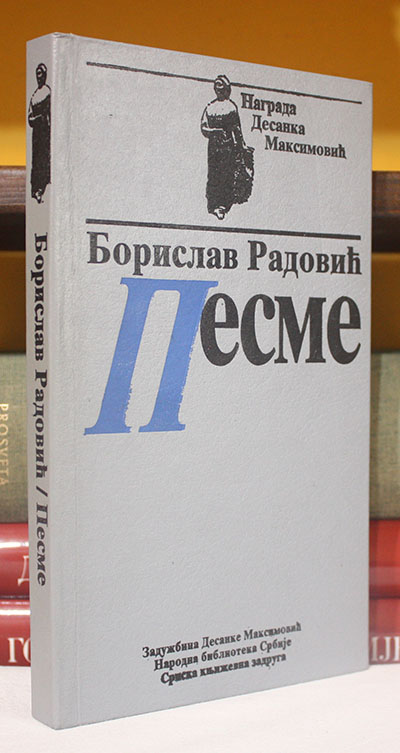 Награда
Десанка
Максимовић
Борислав Радовић
Песме
Задужбина Десанке Максимовић
Народна библиотека Србије
Српска књижевна задруга
Борислав Радовић / Песме
PROSVETA